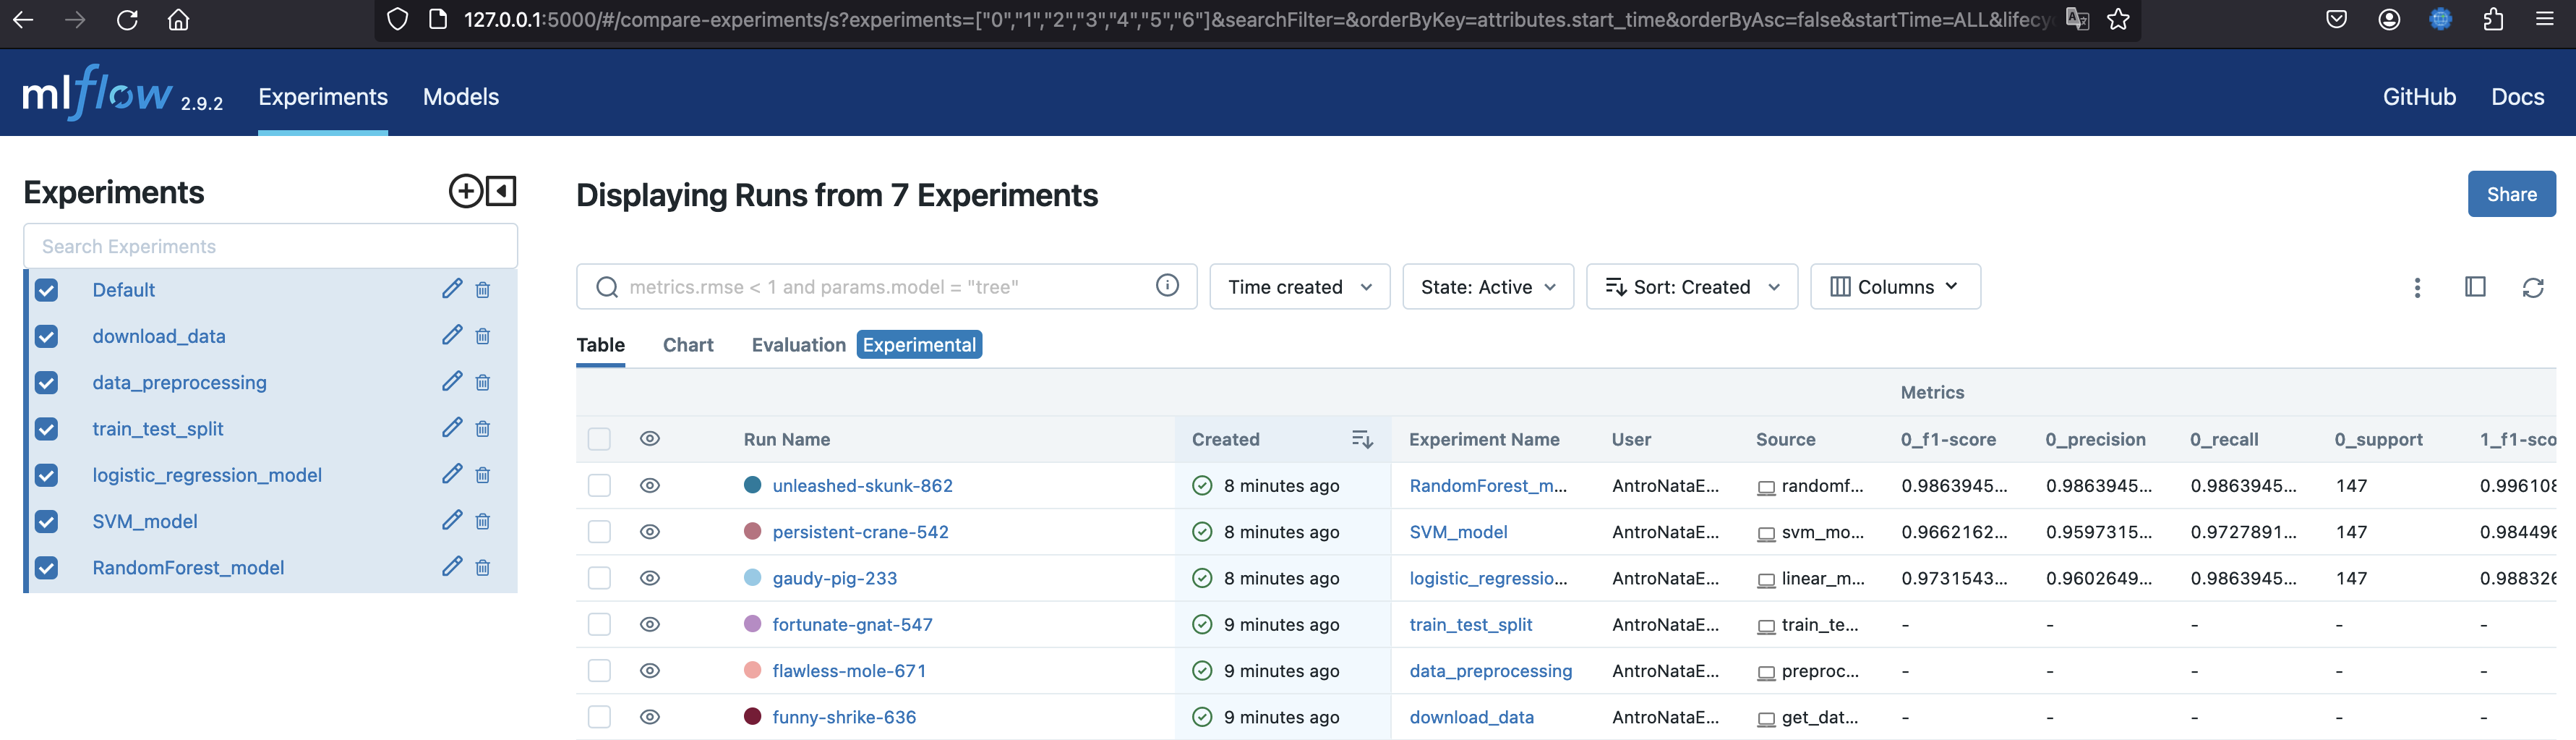 127.0.0.1:5000/#/compare-experiments/s?experiments=["0","1","2","3","4","5","6"]&searchFilter=&orderByKey=attributes.start_time&orderByAsc=false&startTime=ALL&lifecy
mlflow 2.9.2 Experiments Models GitHub Docs
Experiments
Search Experiments
Default
download_data
data_preprocessing
train_test_split
logistic_regression_model
SVM_model
RandomForest_model
Displaying Runs from 7 Experiments
Share
metrics.rmse < 1 and params.model = "tree" Time created State: Active Sort: Created Columns
Table Chart Evaluation Experimental
Metrics
Run Name Created Experiment Name User Source 0_f1-score 0_precision 0_recall 0_support 1_f1-sco
unleashed-skunk-862 8 minutes ago RandomForest_m... AntroNataE... randomf... 0.9863945... 0.9863945... 0.9863945... 147 0.996108
persistent-crane-542 8 minutes ago SVM_model AntroNataE... svm_mo... 0.9662162... 0.9597315... 0.9727891... 147 0.984496
gaudy-pig-233 8 minutes ago logistic_regressio... AntroNataE... linear_m... 0.9731543... 0.9602649... 0.9863945... 147 0.988326
fortunate-gnat-547 9 minutes ago train_test_split AntroNataE... train_te... - - - - -
flawless-mole-671 9 minutes ago data_preprocessing AntroNataE... preproc... - - - - -
funny-shrike-636 9 minutes ago download_data AntroNataE... get_dat... - - - - -